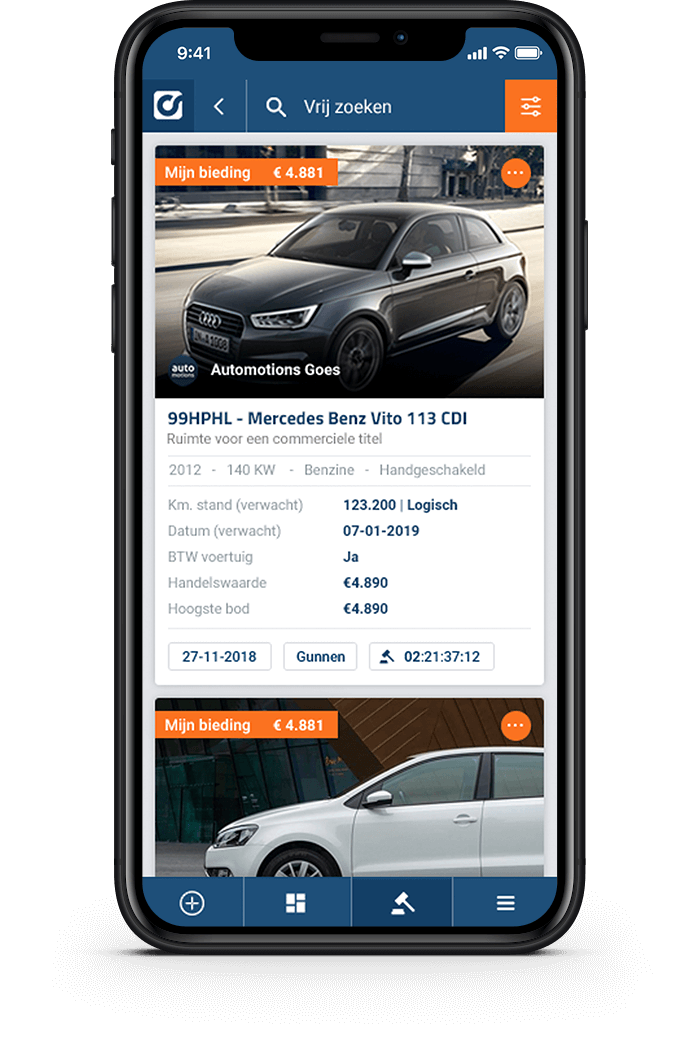 9:41
Vrij zoeken
Mijn bieding € 4.881
auto
motions
Automotions Goes
99HPHL - Mercedes Benz Vito 113 CDI
Ruimte voor een commerciele titel
2012 - 140 KW - Benzine - Handgeschakeld
Km. stand (verwacht) 123.200 | Logisch
Datum (verwacht) 07-01-2019
BTW voertuig Ja
Handelswaarde €4.890
Hoogste bod €4.890
27-11-2018 Gunnen 02:21:37:12
Mijn bieding € 4.881